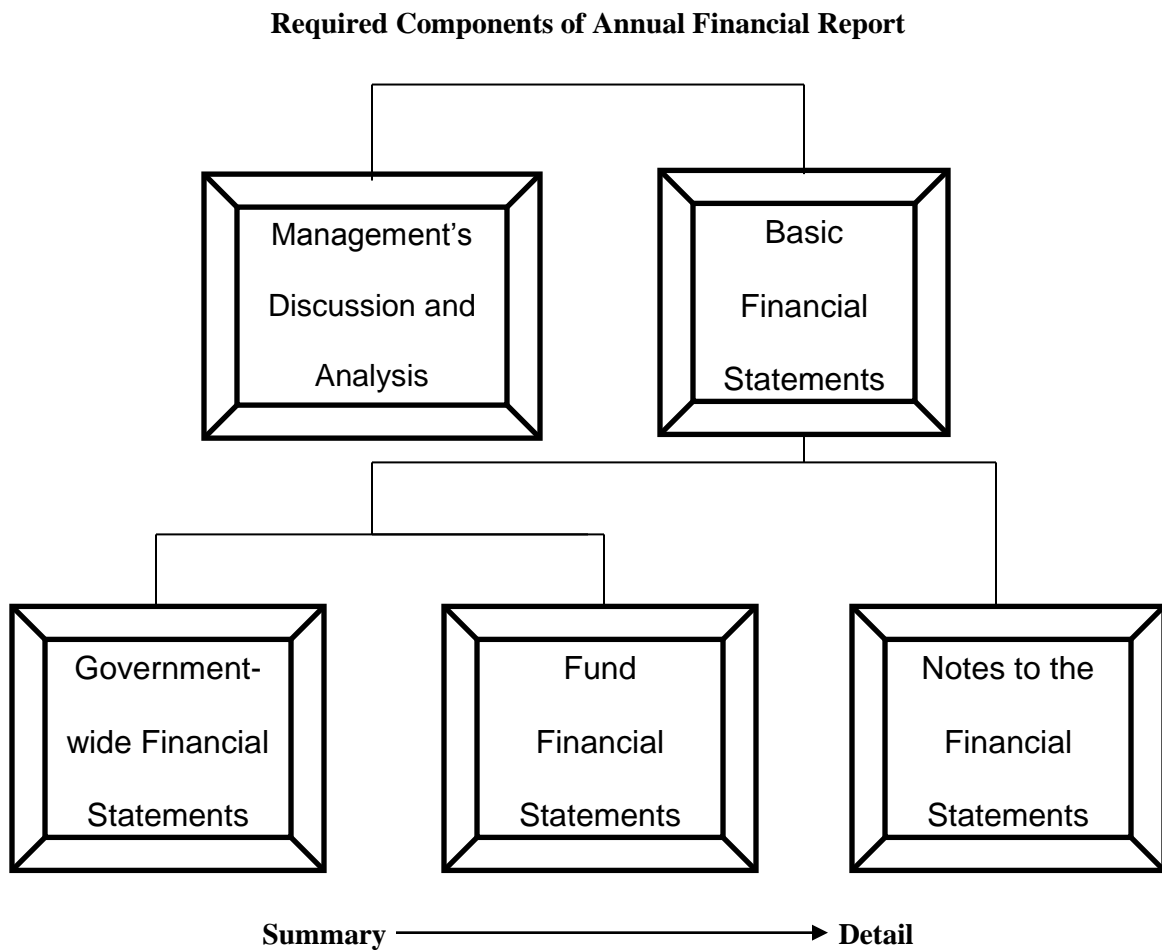 Required Components of Annual Financial Report
Management’s
Discussion and
Analysis
Basic
Financial
Statements
Government-
wide Financial
Statements
Fund
Financial
Statements
Notes to the
Financial
Statements
Summary
Detail